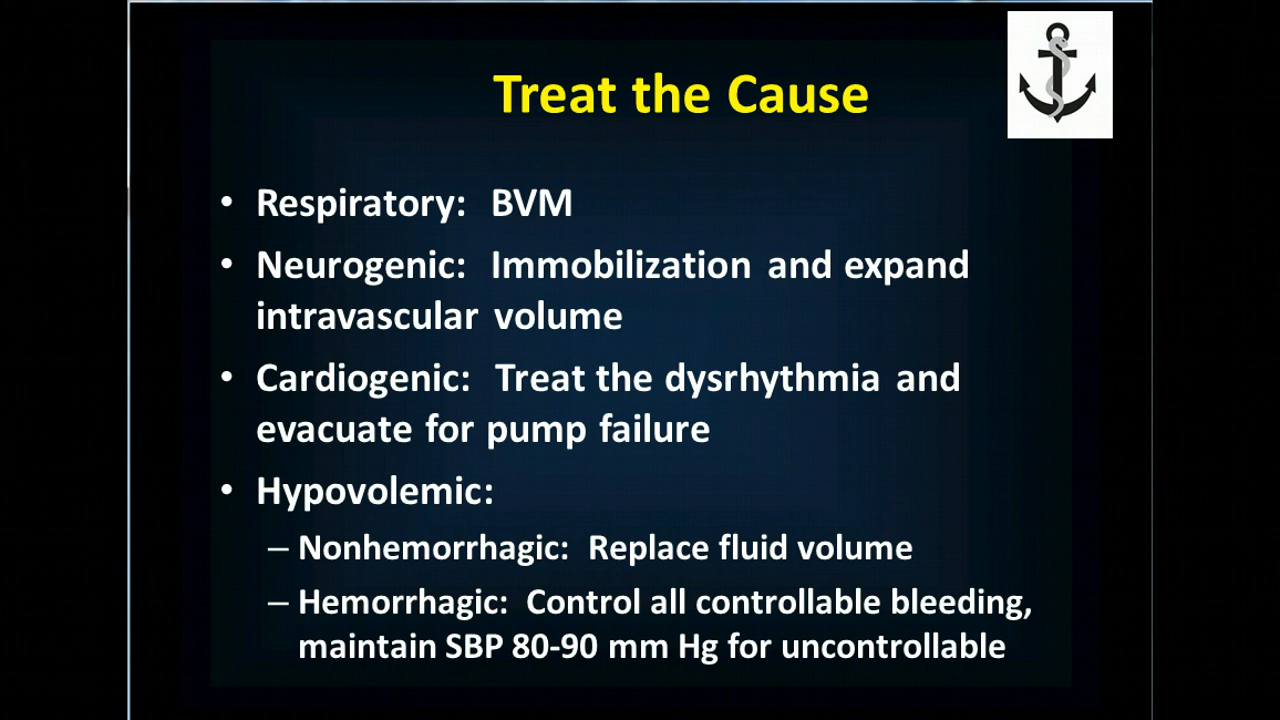 Treat the Cause
• Respiratory: BVM
• Neurogenic: Immobilization and expand
intravascular volume
• Cardiogenic: Treat the dysrhythmia and
evacuate for pump failure
• Hypovolemic:
– Nonhemorrhagic: Replace fluid volume
– Hemorrhagic: Control all controllable bleeding,
maintain SBP 80-90 mm Hg for uncontrollable